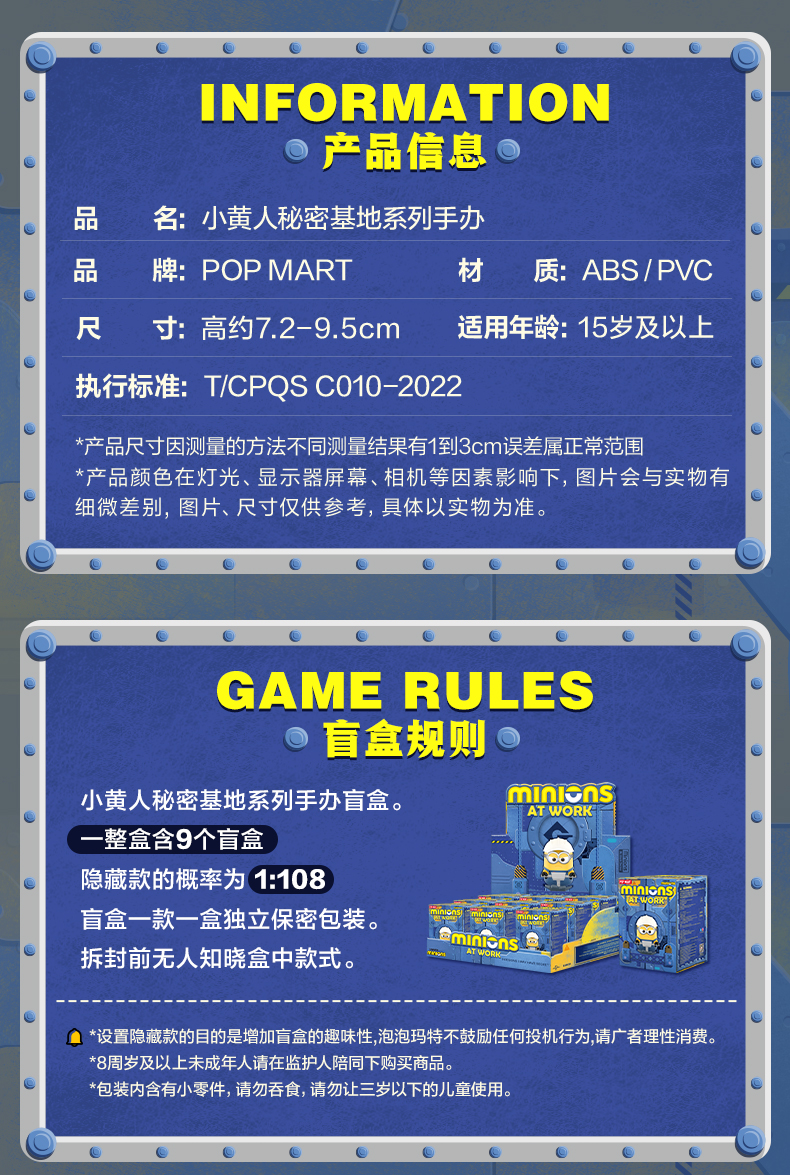 INFORMATION
产品信息
品 名: 小黄人秘密基地系列手办
品 牌: POP MART 材 质: ABS / PVC
尺 寸: 高约7.2-9.5cm 适用年龄: 15岁及以上
执行标准: T/CPQS C010-2022
*产品尺寸因测量的方法不同测量结果有1到3cm误差属正常范围
*产品颜色在灯光、显示器屏幕、相机等因素影响下, 图片会与实物有
细微差别, 图片、尺寸仅供参考, 具体以实物为准。
GAME RULES
盲盒规则
小黄人秘密基地系列手办盲盒。
一整盒含9个盲盒
隐藏款的概率为 1:108
盲盒一款一盒独立保密包装。
拆封前无人知晓盒中款式。
minions
AT WORK
minions
AT WORK
minions
AT WORK
minions
minions
minions
minions
AT WORK
*设置隐藏款的目的是增加盲盒的趣味性,泡泡玛特不鼓励任何投机行为,请广者理性消费。
*8周岁及以上未成年人请在监护人陪同下购买商品。
*包装内含有小零件, 请勿吞食, 请勿让三岁以下的儿童使用。